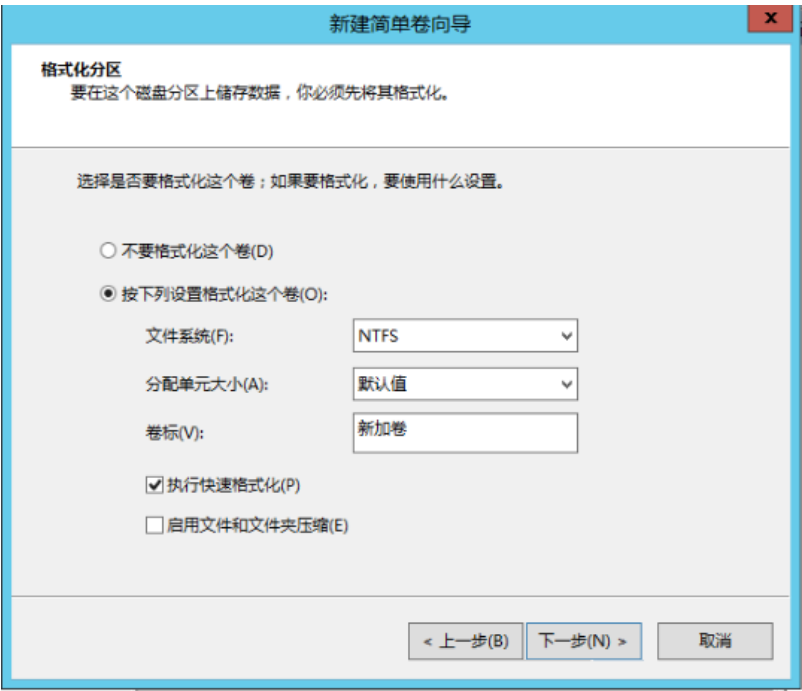 新建简单卷向导
x
格式化分区
要在这个磁盘分区上储存数据，你必须先将其格式化。
选择是否要格式化这个卷；如果要格式化，要使用什么设置。
不要格式化这个卷(D)
按下列设置格式化这个卷(O):
文件系统(F): NTFS
分配单元大小(A): 默认值
卷标(V): 新加卷
执行快速格式化(P)
启用文件和文件夹压缩(E)
< 上一步(B) 下一步(N) > 取消